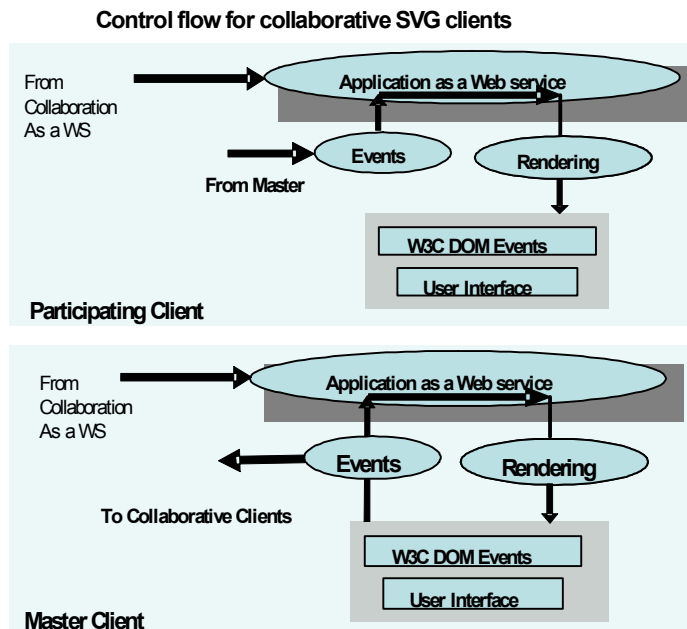 Control flow for collaborative SVG clients
From
Collaboration
As a WS
Application as a Web service
Events
Rendering
From Master
W3C DOM Events
User Interface
Participating Client
From
Collaboration
As a WS
Application as a Web service
Events
Rendering
To Collaborative Clients
W3C DOM Events
User Interface
Master Client